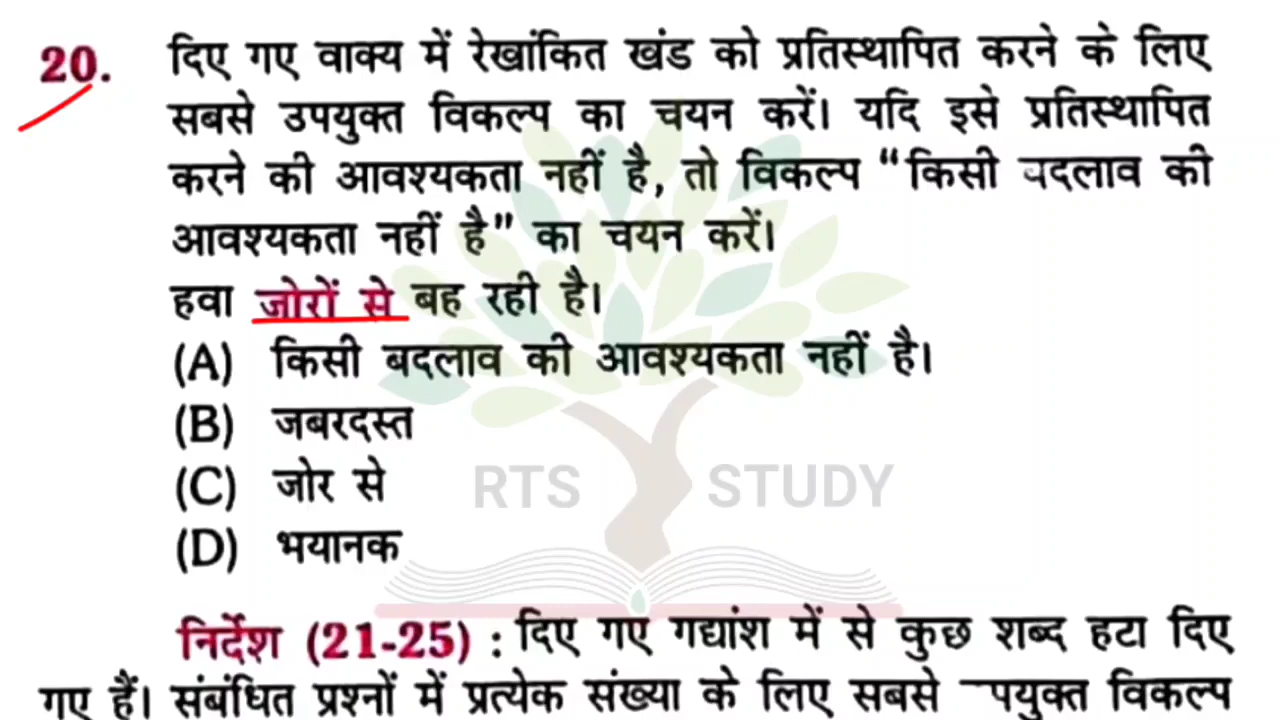 20. दिए गए वाक्य में रेखांकित खंड को प्रतिस्थापित करने के लिए
सबसे उपयुक्त विकल्प का चयन करें। यदि इसे प्रतिस्थापित
करने की आवश्यकता नहीं है, तो विकल्प “किसी बदलाव की
आवश्यकता नहीं है” का चयन करें।
हवा जोरों से बह रही है।
(A) किसी बदलाव की आवश्यकता नहीं है।
(B) जबरदस्त
(C) जोर से
(D) भयानक
RTS STUDY
निर्देश (21-25) : दिए गए गद्यांश में से कुछ शब्द हटा दिए
गए हैं। संबंधित प्रश्नों में प्रत्येक संख्या के लिए सबसे विकल्प